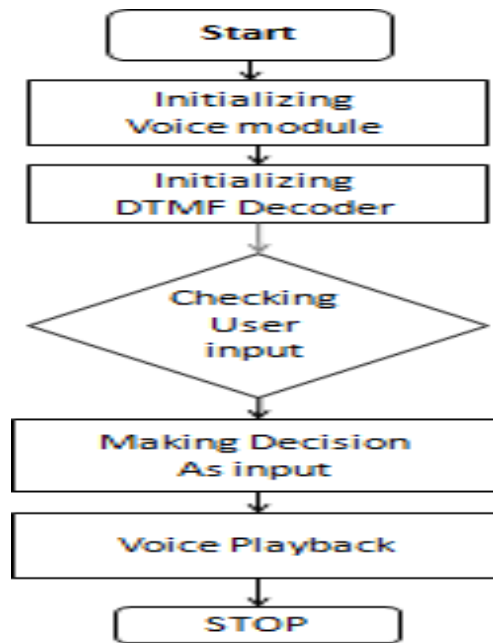 Start
Initializing
Voice module
Initializing
DTMF Decoder
Checking
User
input
Making Decision
As input
Voice Playback
STOP